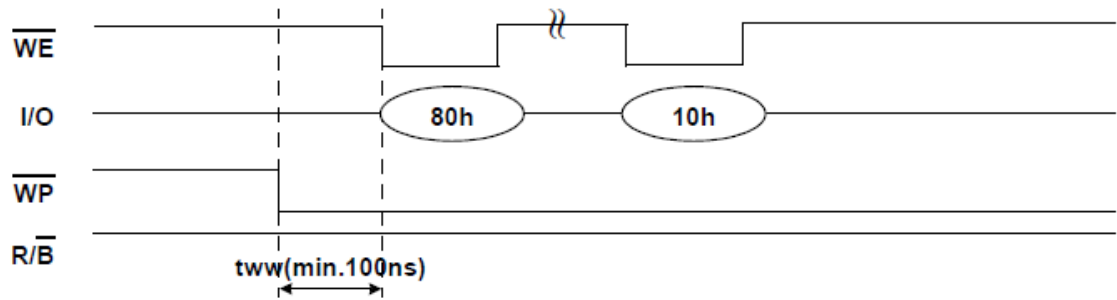 WE
I/O
80h
10h
WP
R/B
tww(min.100ns)